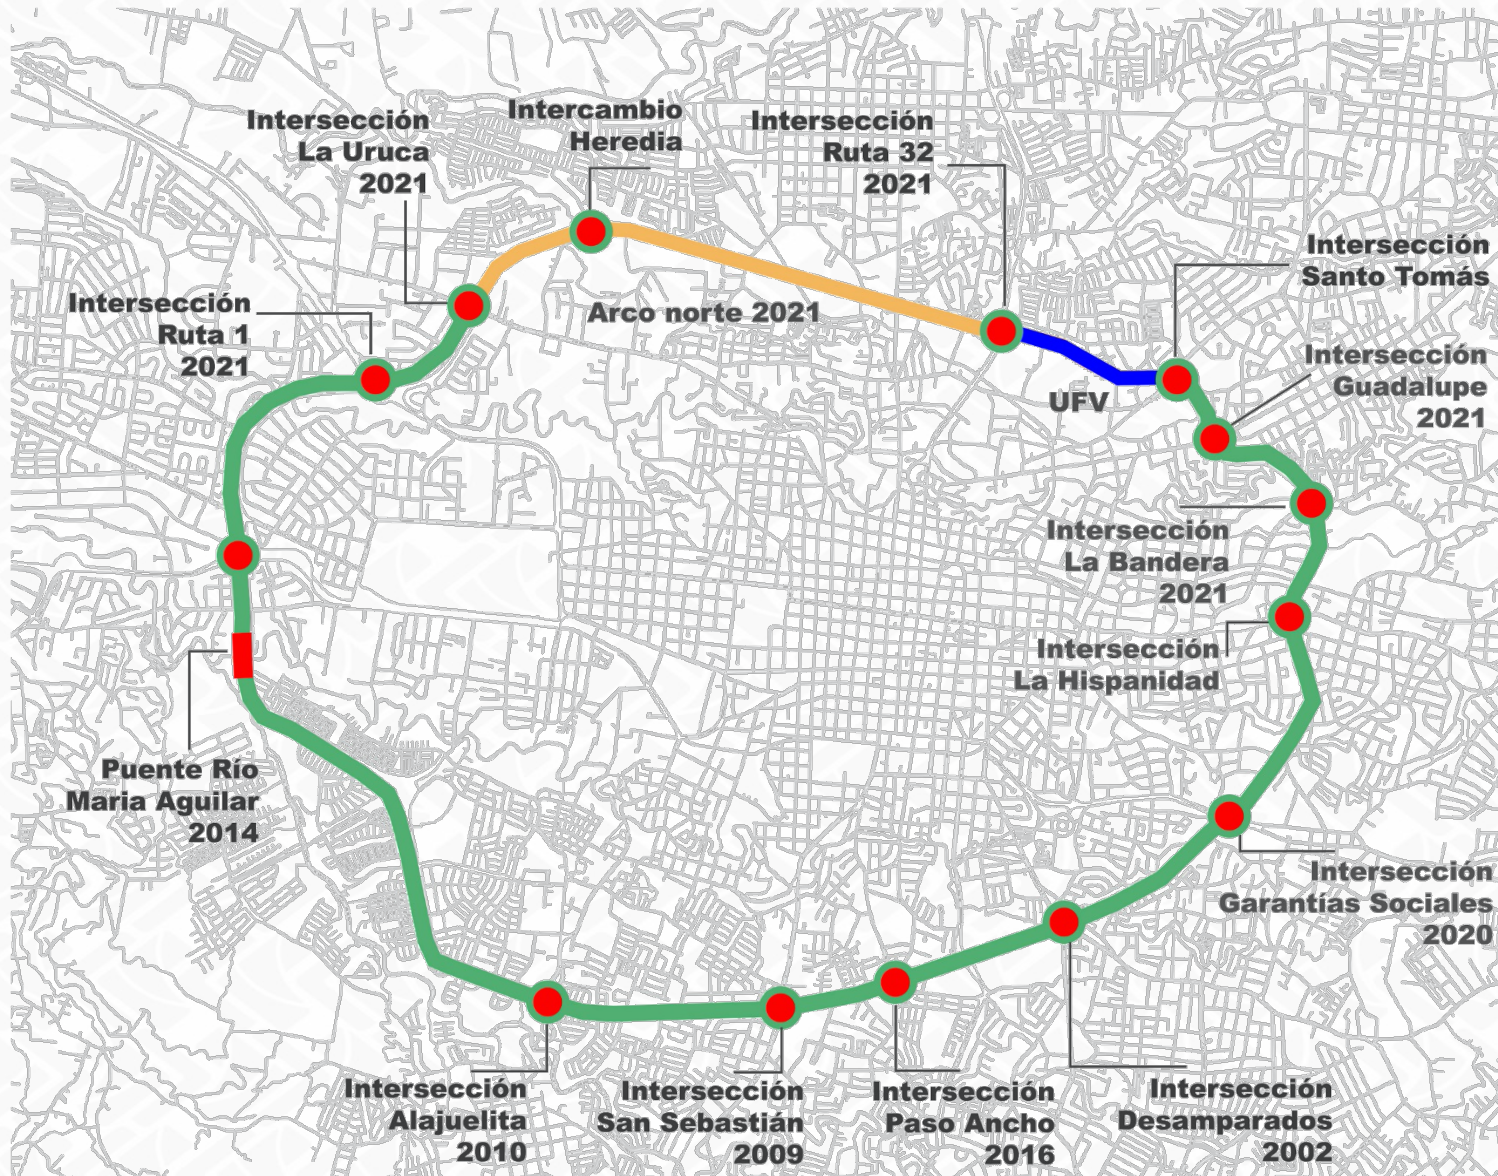 Intersección
La Uruca
2021
Intercambio
Heredia
Intersección
Ruta 32
2021
Intersección
Santo Tomás
Intersección
Ruta 1
2021
Arco norte 2021
Intersección
Guadalupe
2021
UFV
Intersección
La Bandera
2021
Intersección
La Hispanidad
Puente Río
Maria Aguilar
2014
Intersección
Garantías Sociales
2020
Intersección
Alajuelita
2010
Intersección
San Sebastián
2009
Intersección
Paso Ancho
2016
Intersección
Desamparados
2002